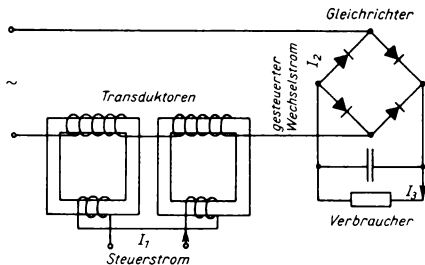 Gleichrichter
I2
~
Transduktoren
gesteuerter
Wechselstrom
I1
Steuerstrom
I3
Verbraucher